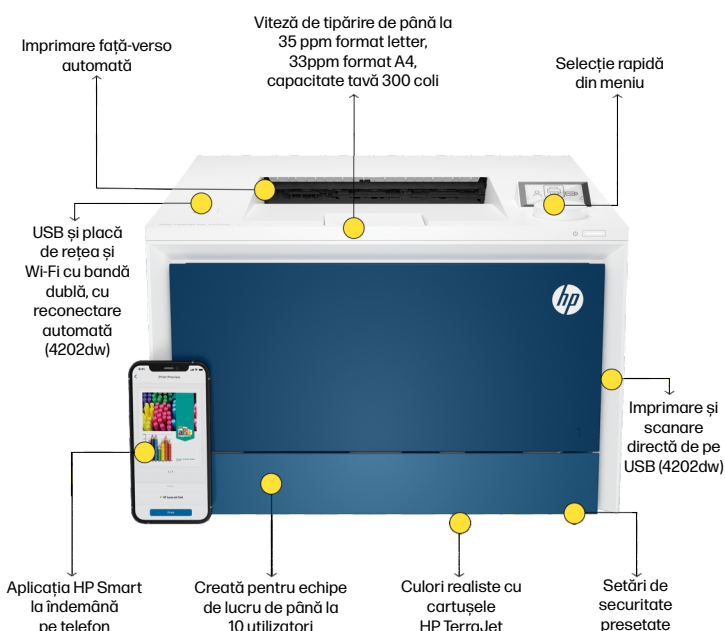 Viteză de tipărire de până la
35 ppm format letter,
33ppm format A4,
capacitate tavă 300 coli
Imprimare față-verso
automată
Selecție rapidă
din meniu
USB și placă
de rețea și
Wi-Fi cu bandă
dublă, cu
reconectare
automată
(4202dw)
hp
Print Preview
Print
Imprimare și
scanare
directă de pe
USB (4202dw)
Aplicația HP Smart
la îndemână
pe telefon
Creată pentru echipe
de lucru de până la
10 utilizatori
Culori realiste cu
cartușele
HP TerraJet
Setări de
securitate
presetate